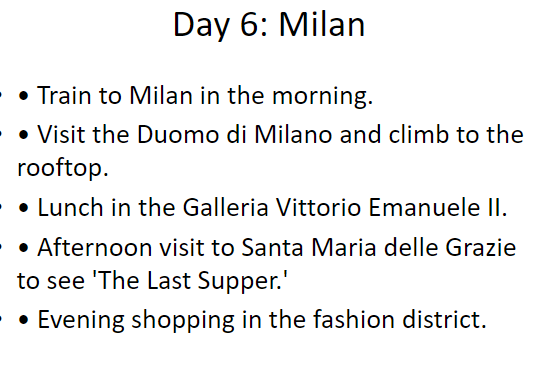 Day 6: Milan
• • Train to Milan in the morning.
• • Visit the Duomo di Milano and climb to the
rooftop.
• • Lunch in the Galleria Vittorio Emanuele II.
• • Afternoon visit to Santa Maria delle Grazie
to see 'The Last Supper.'
• • Evening shopping in the fashion district.